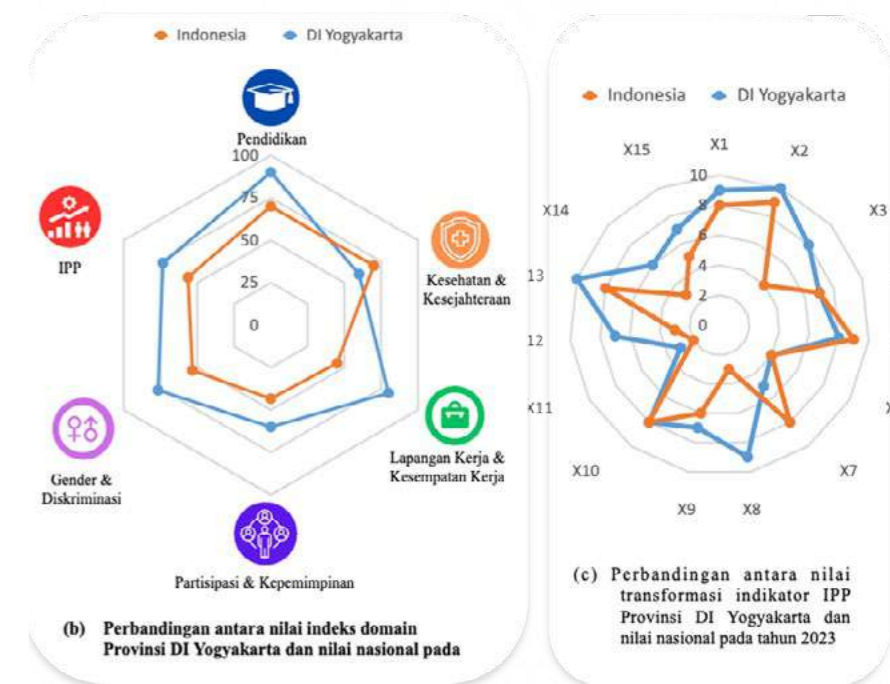 Indonesia DI Yogyakarta
Pendidikan
100
75
50
25
0
IPP
Kesehatan &
Kesejahteraan
Gender &
Diskriminasi
Lapangan Kerja &
Kesempatan Kerja
Partisipasi & Kepemimpinan
(b) Perbandingan antara nilai indeks domain
Provinsi DI Yogyakarta dan nilai nasional pada
Indonesia DI Yogyakarta
X1
X15 X2
10
X14 8 X3
6
13 4
2
12 0
X11
X10 X7
X9 X8
(c) Perbandingan antara nilai
transformasi indikator IPP
Provinsi DI Yogyakarta dan
nilai nasional pada tahun 2023